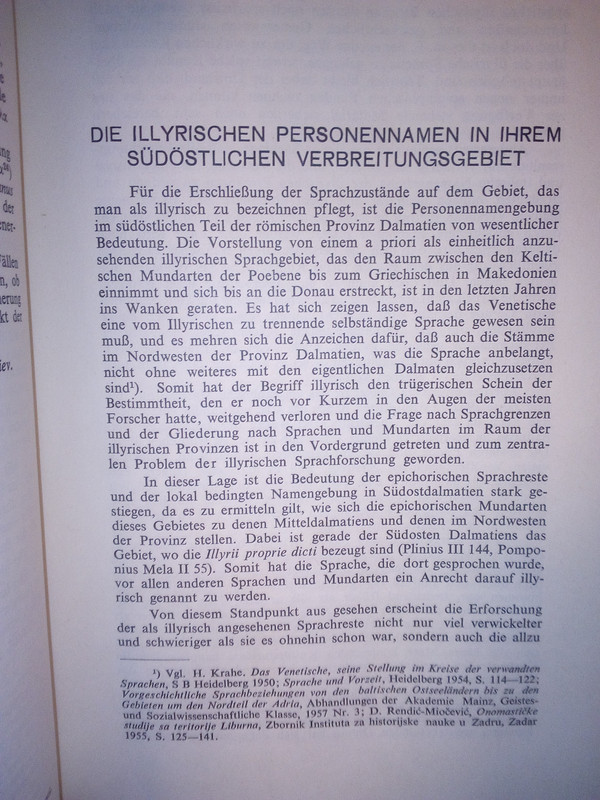 DIE ILLYRISCHEN PERSONENNAMEN IN IHREM
SÜDÖSTLICHEN VERBREITUNGSGEBIET
Für die Erschließung der Sprachzustände auf dem Gebiet, das
man als illyrisch zu bezeichnen pflegt, ist die Personennamengebung
im südöstlichen Teil der römischen Provinz Dalmatien von wesentlicher
Bedeutung. Die Vorstellung von einem a priori als einheitlich anzu-
sehenden illyrischen Sprachgebiet, das den Raum zwischen den Kelti-
schen Mundarten der Poebene bis zum Griechischen in Makedonien
einnimmt und sich bis an die Donau erstreckt, ist in den letzten Jahren
ins Wanken geraten. Es hat sich zeigen lassen, daß das Venetische
eine vom Illyrischen zu trennende selbständige Sprache gewesen sein
muß, und es mehren sich die Anzeichen dafür, daß auch die Stämme
im Nordwesten der Provinz Dalmatien, was die Sprache anbelangt,
nicht ohne weiteres mit den eigentlichen Dalmaten gleichzusetzen
sind¹). Somit hat der Begriff illyrisch den trügerischen Schein der
Bestimmtheit, den er noch vor Kurzem in den Augen der meisten
Forscher hatte, weitgehend verloren und die Frage nach Sprachgrenzen
und der Gliederung nach Sprachen und Mundarten im Raum der
illyrischen Provinzen ist in den Vordergrund getreten und zum zentra-
len Problem der illyrischen Sprachforschung geworden.
In dieser Lage ist die Bedeutung der epichorischen Sprachreste
und der lokal bedingten Namengebung in Südostdalmatien stark ge-
stiegen, da es zu ermitteln gilt, wie sich die epichorischen Mundarten
dieses Gebietes zu denen Mitteldalmatiens und denen im Nordwesten
der Provinz stellen. Dabei ist gerade der Südosten Dalmatiens das
Gebiet, wo die Illyrii proprie dicti bezeugt sind (Plinius III 144, Pompo-
nius Mela II 55). Somit hat die Sprache, die dort gesprochen wurde,
vor allen anderen Sprachen und Mundarten ein Anrecht darauf illy-
risch genannt zu werden.
Von diesem Standpunkt aus gesehen erscheint die Erforschung
der als illyrisch angesehenen Sprachreste nicht nur viel verwickelter
und schwieriger als sie es ohnehin schon war, sondern auch die allzu
¹) Vgl. H. Krahe. Das Venetische, seine Stellung im Kreise der verwandten
Sprachen, S B Heidelberg 1950; Sprache und Vorzeit, Heidelberg 1954, S. 114—122;
Vorgeschichtliche Sprachbeziehungen von den baltischen Ostseeländern bis zu den
Gebieten um den Nordteil der Adria, Abhandlungen der Akademie Mainz, Geistes-
und Sozialwissenschaftliche Klasse, 1957 Nr. 3; D. Rendić-Miočević, Onomastičke
studije sa teritorije Liburna, Zbornik Instituta za historijske nauke u Zadru, Zadar
1955, S. 125—141.